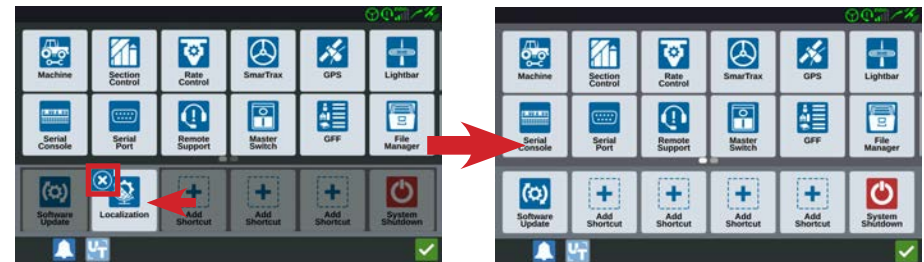 Machine
Section
Control
Rate
Control
SmarTrax
GPS
Lightbar
Serial
Console
Serial
Port
Remote
Support
Master
Switch
GFF
File
Manager
Software
Update
Localization
Add
Shortcut
Add
Shortcut
Add
Shortcut
System
Shutdown
UT
Machine
Section
Control
Rate
Control
SmarTrax
GPS
Lightbar
Serial
Console
Serial
Port
Remote
Support
Master
Switch
GFF
File
Manager
Software
Update
Add
Shortcut
Add
Shortcut
Add
Shortcut
Add
Shortcut
System
Shutdown
UT